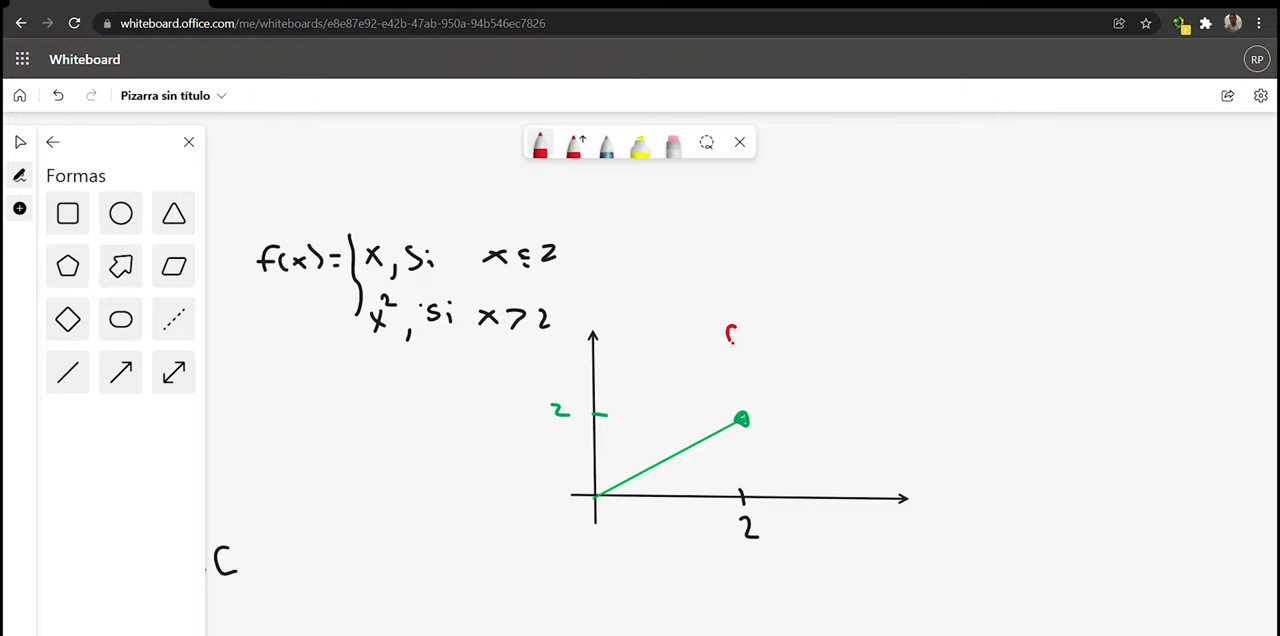 whiteboard.office.com/me/whiteboards/e8e87e92-e42b-47ab-950a-94b546ec7826
Whiteboard
RP
Pizarra sin título
Formas
f(x)= x, si x ≤ 2
x², si x > 2
2
2
C